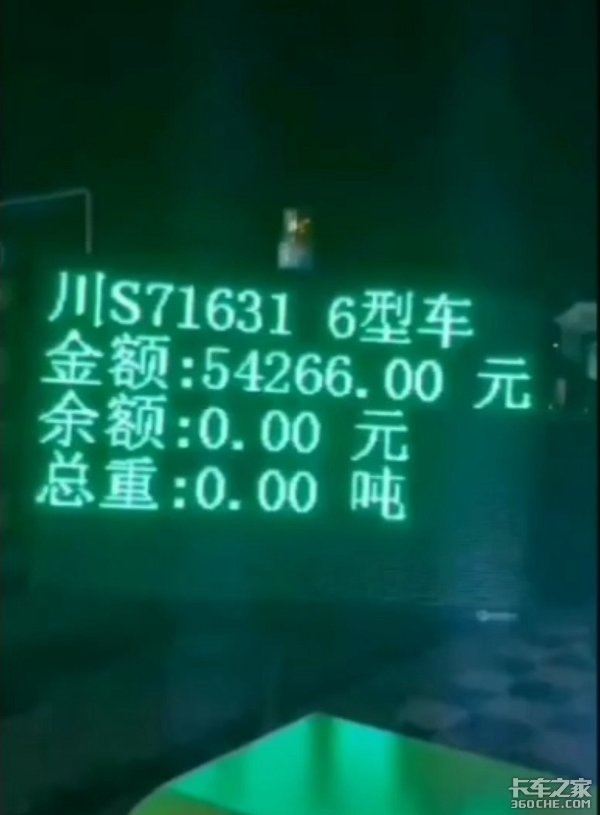 川S71631 6型车
金额:54266.00 元
余额:0.00 元
总重:0.00 吨
卡车之家
360CHE.COM